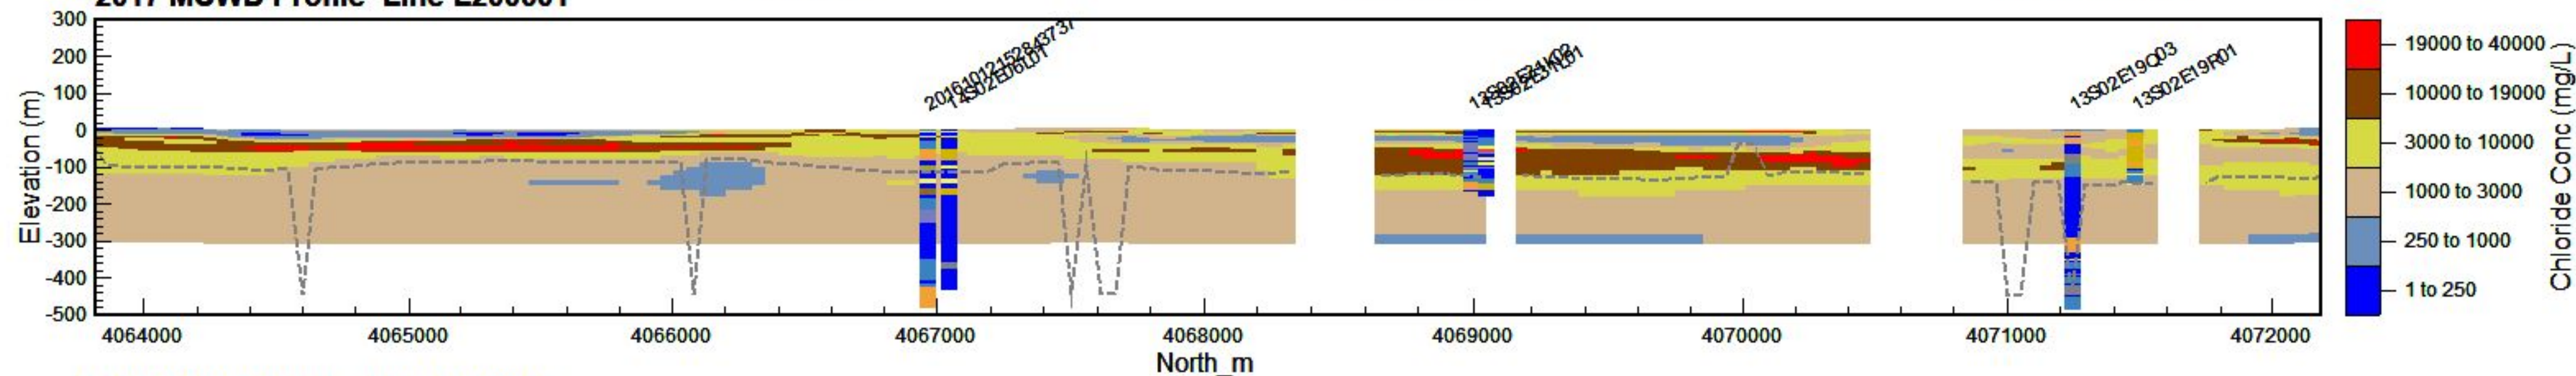 300
200
100
0
-100
-200
-300
-400
-500
Elevation (m)
14S02E06L01
13S02E31K02
13S02E31L01
13S02E19Q03
13S02E19R01
4064000 4065000 4066000 4067000 4068000 4069000 4070000 4071000 4072000
North_m
19000 to 40000
10000 to 19000
3000 to 10000
1000 to 3000
250 to 1000
1 to 250
Chloride Conc (mg/L)